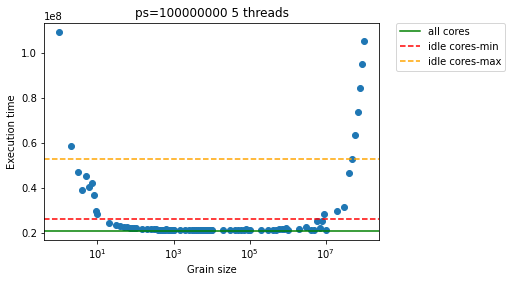 ps=100000000 5 threads
1e8
1.0
0.8
0.6
0.4
0.2
Execution time
10^1
10^3
10^5
10^7
Grain size
all cores
idle cores-min
idle cores-max